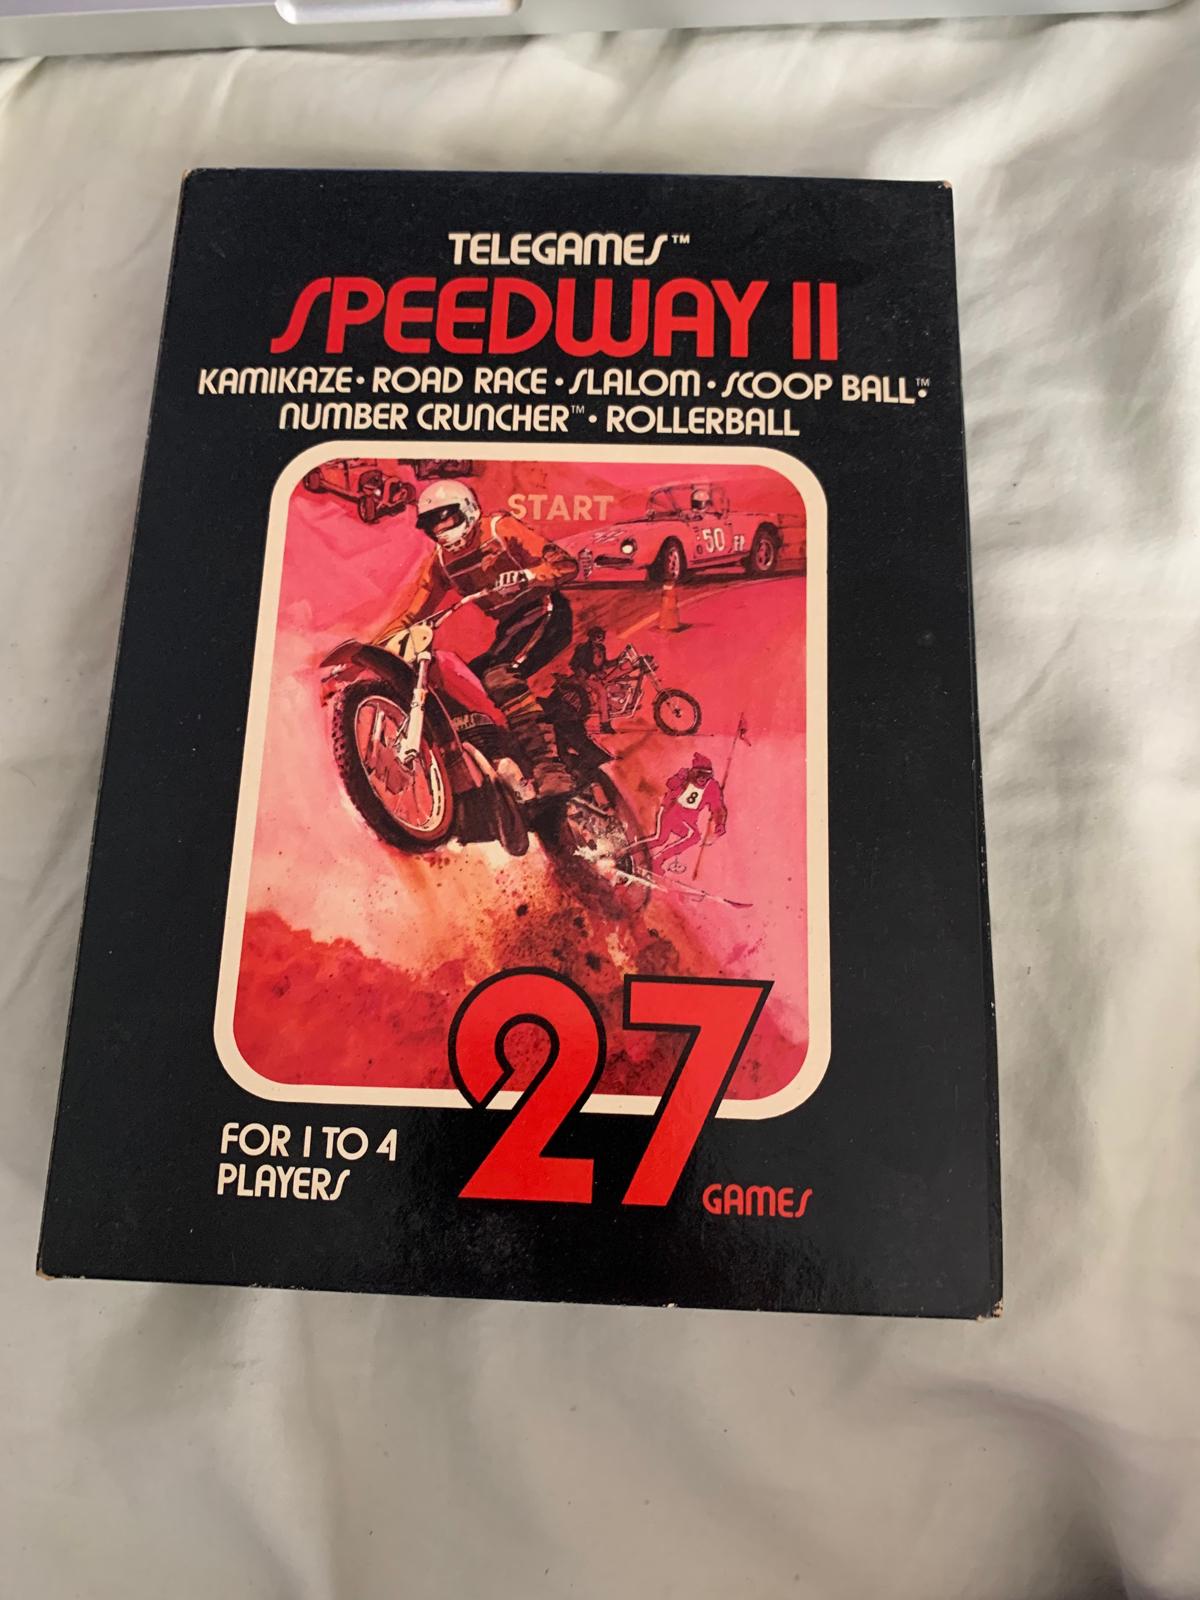 TELEGAMES™
SPEEDWAY II
KAMIKAZE • ROAD RACE • SLALOM • SCOOP BALL™•
NUMBER CRUNCHER™ • ROLLERBALL
START
50
1
8
27
GAMES
FOR 1 TO 4
PLAYERS